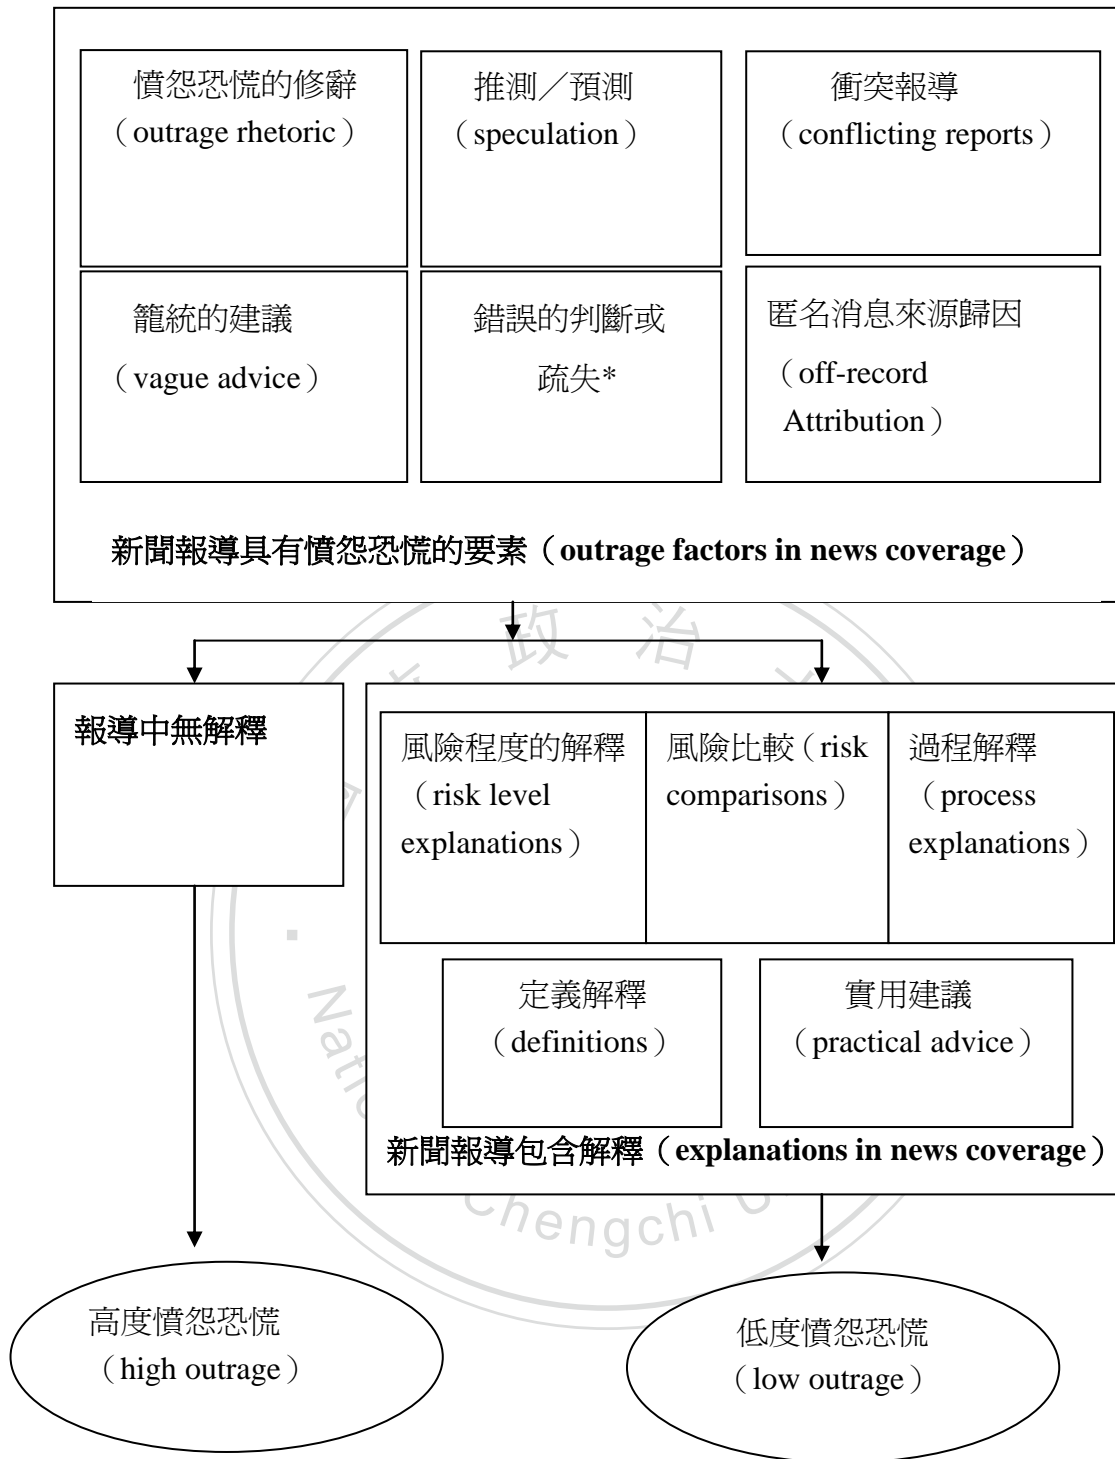 憤怨恐慌的修辭
（outrage rhetoric）
推測／預測
（speculation）
衝突報導
（conflicting reports）
籠統的建議
（vague advice）
錯誤的判斷或
疏失*
匿名消息來源歸因
（off-record
Attribution）
新聞報導具有憤怨恐慌的要素（outrage factors in news coverage）
政 治
報導中無解釋
風險程度的解釋
（risk level
explanations）
風險比較（risk
comparisons）
過程解釋
（process
explanations）
定義解釋
（definitions）
實用建議
（practical advice）
新聞報導包含解釋（explanations in news coverage）
Chengchi U
高度憤怨恐慌
（high outrage）
低度憤怨恐慌
（low outrage）